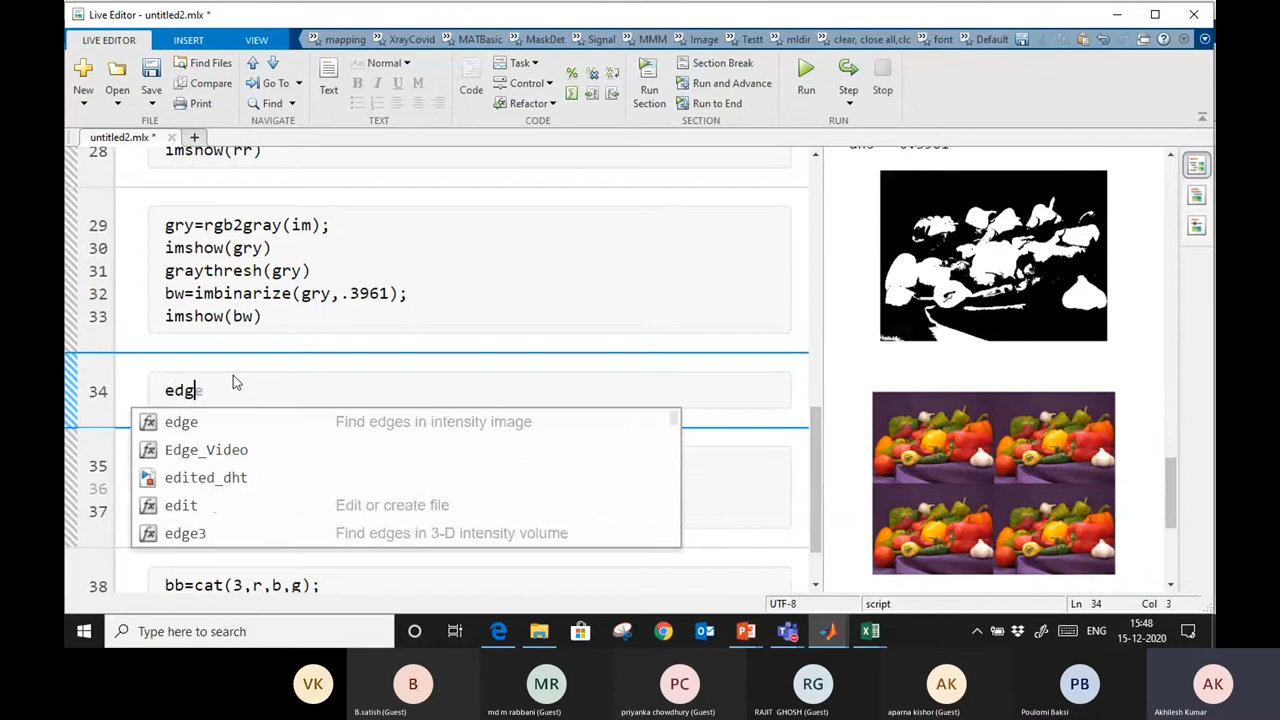 Live Editor - untitled2.mlx *
LIVE EDITOR
INSERT
VIEW
mapping
XrayCovid
MATBasic
MaskDet
Signal
MMM
Image
Testt
mldir
clear, close all,clc
font
Default
New
Open
Save
Find Files
Compare
Print
FILE
Go To
Find
NAVIGATE
Text
Normal
B I U M
TEXT
Code
Task
Control
Refactor
CODE
Run Section
Section Break
Run and Advance
Run to End
SECTION
Run
Step
Stop
RUN
untitled2.mlx *
28 imshow(rr)
29 gry=rgb2gray(im);
30 imshow(gry)
31 graythresh(gry)
32 bw=imbinarize(gry,.3961);
33 imshow(bw)
34 edge
edge Find edges in intensity image
Edge_Video
edited_dht
edit Edit or create file
edge3 Find edges in 3-D intensity volume
35
36
37
38 bb=cat(3,r,b,g);
UTF-8
script
Ln 34 Col 3
Type here to search
ENG
15:48
15-12-2020
VK
B
B.satish (Guest)
MR
md m rabbani (Guest)
PC
priyanka chowdhury (Guest)
RG
RAJIT GHOSH (Guest)
AK
aparna kishor (Guest)
PB
Poulomi Baksi
AK
Akhilesh Kumar